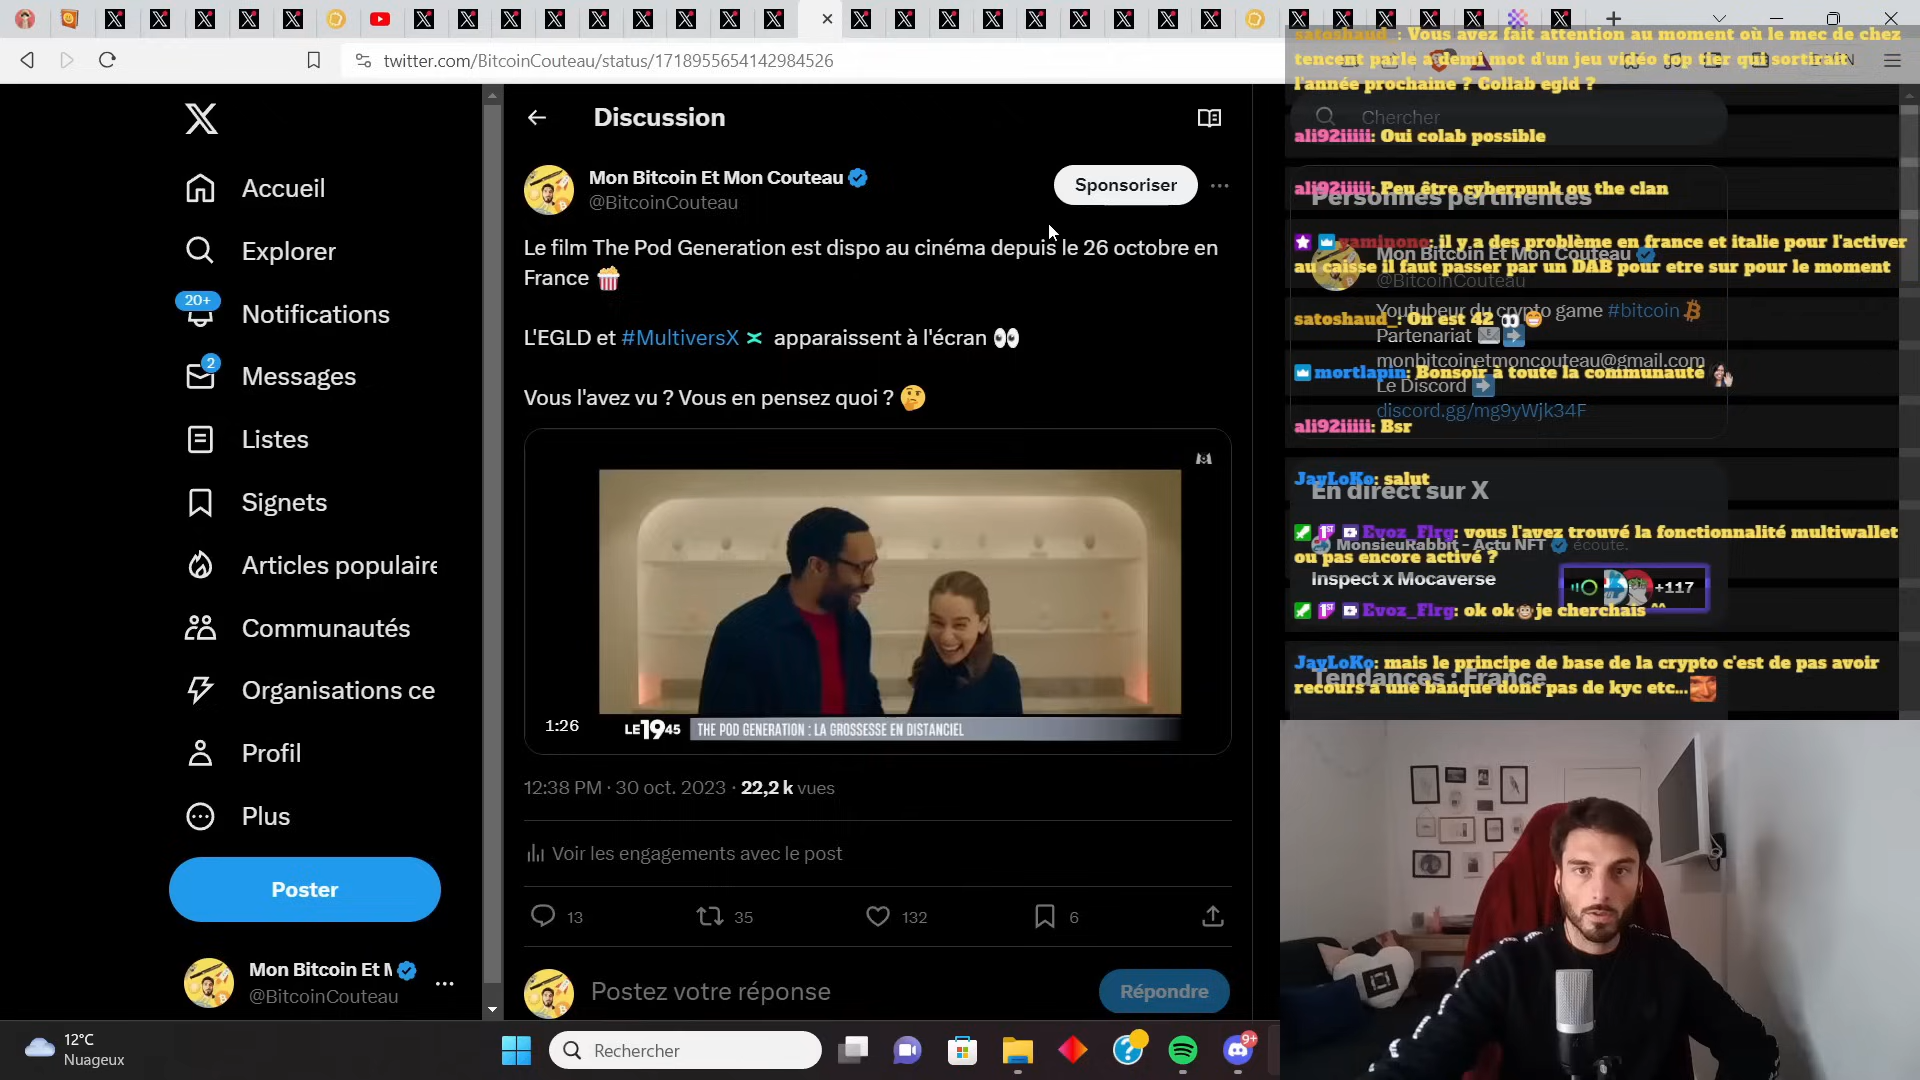 twitter.com/BitcoinCouteau/status/1718955654142984526
Accueil
Explorer
20+
Notifications
2
Messages
Listes
Signets
Articles populaire
Communautés
Organisations ce
Profil
Plus
Poster
Mon Bitcoin Et M
@BitcoinCouteau
Discussion
Mon Bitcoin Et Mon Couteau
@BitcoinCouteau
Sponsoriser
Le film The Pod Generation est dispo au cinéma depuis le 26 octobre en
France 🍿
L'EGLD et #MultiversX apparaissent à l'écran 👀
Vous l'avez vu ? Vous en pensez quoi ? 🤔
1:26
LE 19 45
THE POD GENERATION : LA GROSSESSE EN DISTANCIEL
12:38 PM · 30 oct. 2023 · 22,2 k vues
Voir les engagements avec le post
13
35
132
6
Postez votre réponse
Répondre
satoshaud_: Vous avez fait attention au moment où le mec de chez
tencent parle a demi mot d'un jeu vidéo top tier qui sortirait
l'année prochaine ? Collab egld ?
Chercher
ali92iiiii: Oui colab possible
ali92iiiii: Peu être cyberpunk ou the clan
Personnes pertinentes
gaminono: il y a des problème en france et italie pour l'activer
au caisse il faut passer par un DAB pour etre sur pour le moment
Mon Bitcoin Et Mon Couteau
@BitcoinCouteau
Youtubeur du crypto game #bitcoin
satoshaud_: On est 42 👀😁
Partenariat
monbitcoinetmoncouteau@gmail.com
mortlapin: Bonsoir à toute la communauté
Le Discord
discord.gg/mg9yWjk34F
ali92iiiii: Bsr
JayLoKo: salut
En direct sur X
Evoz_Flrg: vous l'avez trouvé la fonctionnalité multiwallet
ou pas encore activé ?
MonsieurRabbit - Actu NFT écoute.
Inspect x Mocaverse
+117
Evoz_Flrg: ok ok🐵je cherchais ^^
JayLoKo: mais le principe de base de la crypto c'est de pas avoir
recours a une banque donc pas de kyc etc...
Tendances : France
12°C
Nuageux
Rechercher
9+